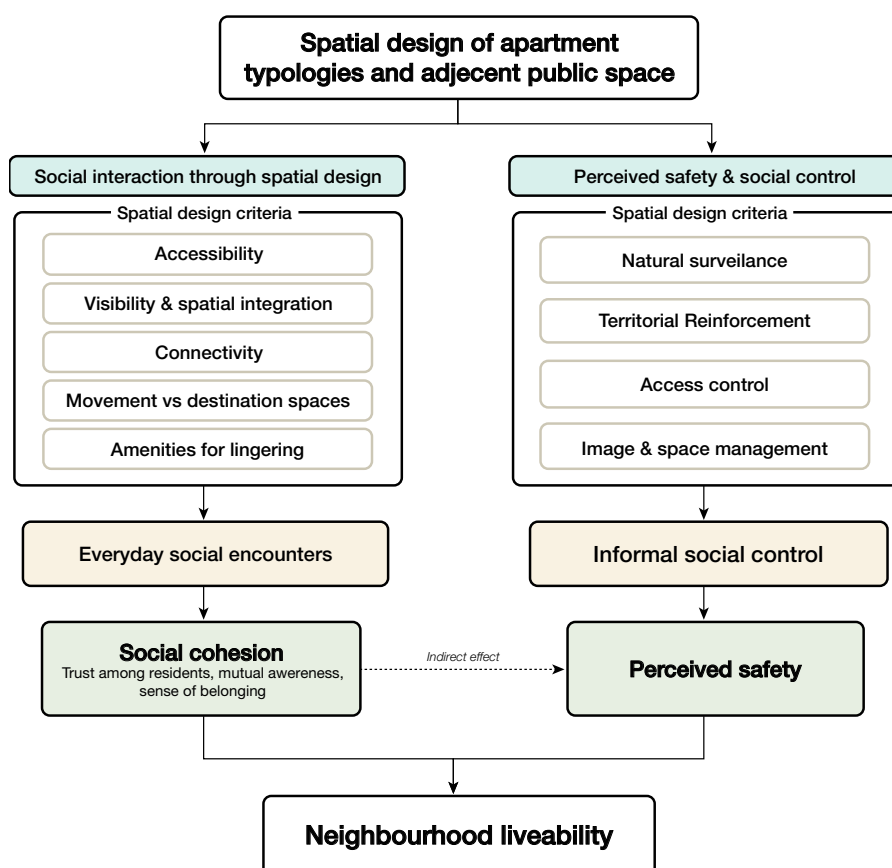 Spatial design of apartment
typologies and adjecent public space
Social interaction through spatial design
Perceived safety & social control
Spatial design criteria
Accessibility
Visibility & spatial integration
Connectivity
Movement vs destination spaces
Amenities for lingering
Spatial design criteria
Natural surveilance
Territorial Reinforcement
Access control
Image & space management
Everyday social encounters
Informal social control
Social cohesion
Trust among residents, mutual awereness,
sense of belonging
Indirect effect
Perceived safety
Neighbourhood liveability